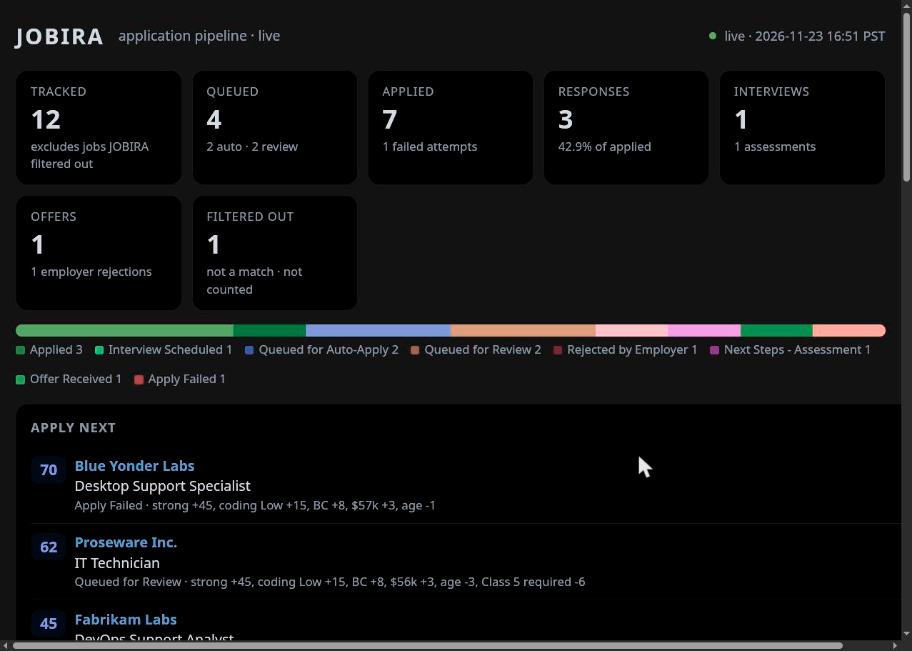 JOBIRA application pipeline · live
live · 2026-11-23 16:51 PST
TRACKED
12
excludes jobs JOBIRA
filtered out
QUEUED
4
2 auto · 2 review
APPLIED
7
1 failed attempts
RESPONSES
3
42.9% of applied
INTERVIEWS
1
1 assessments
OFFERS
1
1 employer rejections
FILTERED OUT
1
not a match · not
counted
Applied 3 Interview Scheduled 1 Queued for Auto-Apply 2 Queued for Review 2 Rejected by Employer 1 Next Steps - Assessment 1
Offer Received 1 Apply Failed 1
APPLY NEXT
70 Blue Yonder Labs
Desktop Support Specialist
Apply Failed · strong +45, coding Low +15, BC +8, $57k +3, age -1
62 Proseware Inc.
IT Technician
Queued for Review · strong +45, coding Low +15, BC +8, $56k +3, age -3, Class 5 required -6
45 Fabrikam Labs
DevOps Support Analyst